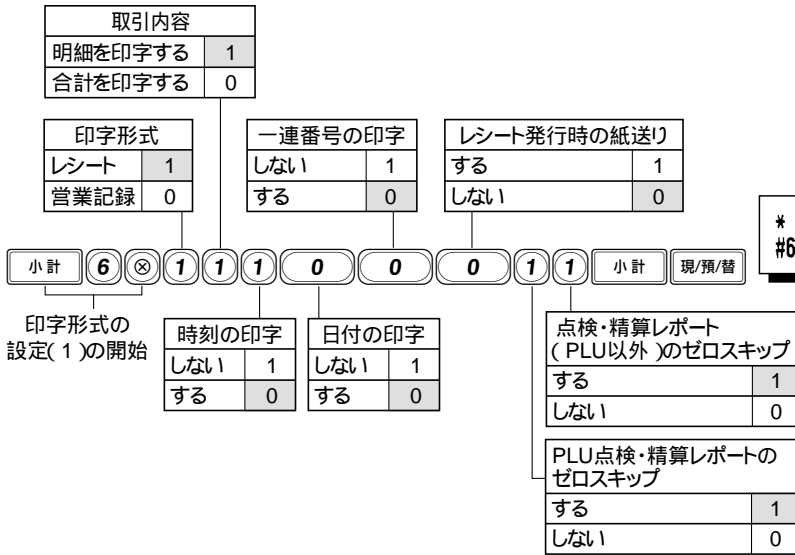 取引内容
明細を印字する 1
合計を印字する 0
印字形式
レシート 1
営業記録 0
一連番号の印字
しない 1
する 0
レシート発行時の紙送り
する 1
しない 0
*
#6
小計 6 ⊗ 1 1 1 0 0 0 1 1 小計 現/預/替
印字形式の
設定(1)の開始
時刻の印字
しない 1
する 0
日付の印字
しない 1
する 0
点検・精算レポート
(PLU以外)のゼロスキップ
する 1
しない 0
PLU点検・精算レポートの
ゼロスキップ
する 1
しない 0